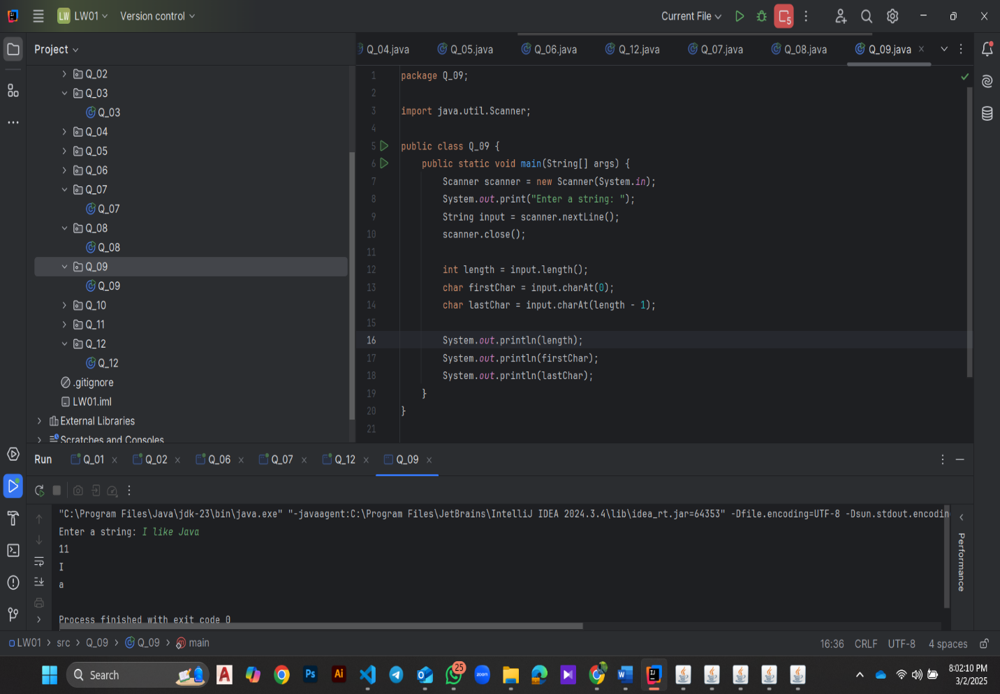 LW LW01 Version control Current File 5
Project
Q_04.java Q_05.java Q_06.java Q_12.java Q_07.java Q_08.java Q_09.java
Q_02
Q_03
Q_03
Q_04
Q_05
Q_06
Q_07
Q_07
Q_08
Q_08
Q_09
Q_09
Q_10
Q_11
Q_12
Q_12
.gitignore
LW01.iml
External Libraries
Scratches and Consoles
1 package Q_09;
2
3 import java.util.Scanner;
4
5 public class Q_09 {
6 public static void main(String[] args) {
7 Scanner scanner = new Scanner(System.in);
8 System.out.print("Enter a string: ");
9 String input = scanner.nextLine();
10 scanner.close();
11
12 int length = input.length();
13 char firstChar = input.charAt(0);
14 char lastChar = input.charAt(length - 1);
15
16 System.out.println(length);
17 System.out.println(firstChar);
18 System.out.println(lastChar);
19 }
20 }
21
Run Q_01 Q_02 Q_06 Q_07 Q_12 Q_09
"C:\Program Files\Java\jdk-23\bin\java.exe" "-javaagent:C:\Program Files\JetBrains\IntelliJ IDEA 2024.3.4\lib\idea_rt.jar=64353" -Dfile.encoding=UTF-8 -Dsun.stdout.encodin
Enter a string: I like Java
11
I
a
Process finished with exit code 0
Performance
LW01 > src > Q_09 > Q_09 > main 16:36 CRLF UTF-8 4 spaces
Search Ps Ai 25 zoom 8:02:10 PM
3/2/2025